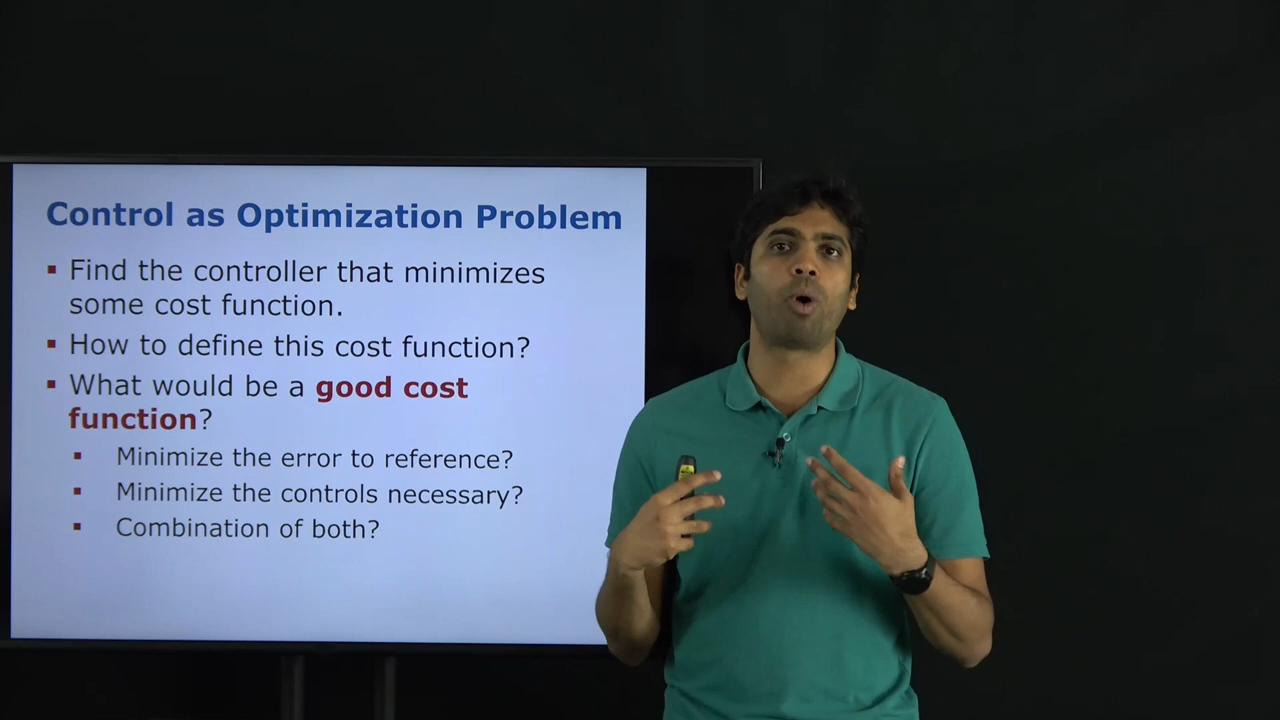 Control as Optimization Problem
▪ Find the controller that minimizes
some cost function.
▪ How to define this cost function?
▪ What would be a good cost
function?
▪ Minimize the error to reference?
▪ Minimize the controls necessary?
▪ Combination of both?